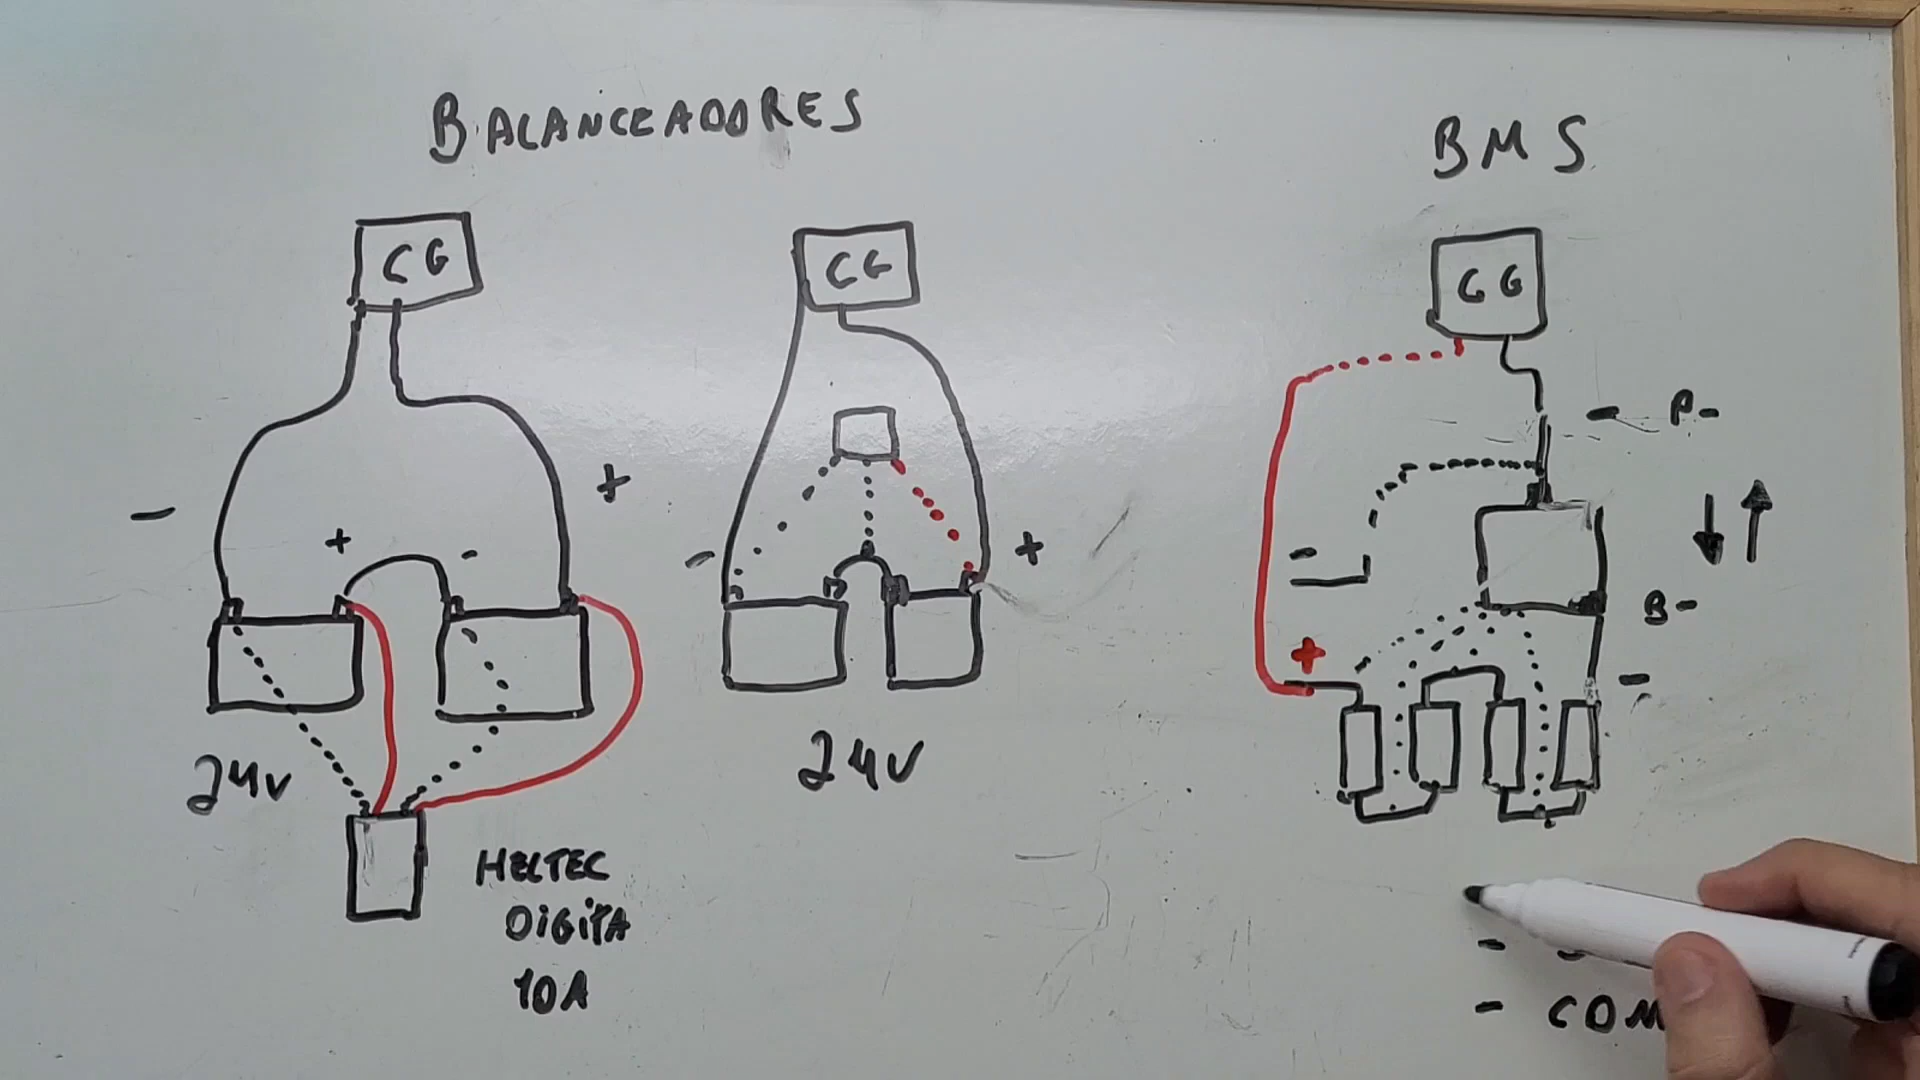 BALANCEADORES
BMS
CG
CG
CG
- P-
-
+
+ -
- +
-
B-
+
-
24V
24V
HELTEC
DIGITA
10A
-
- COM